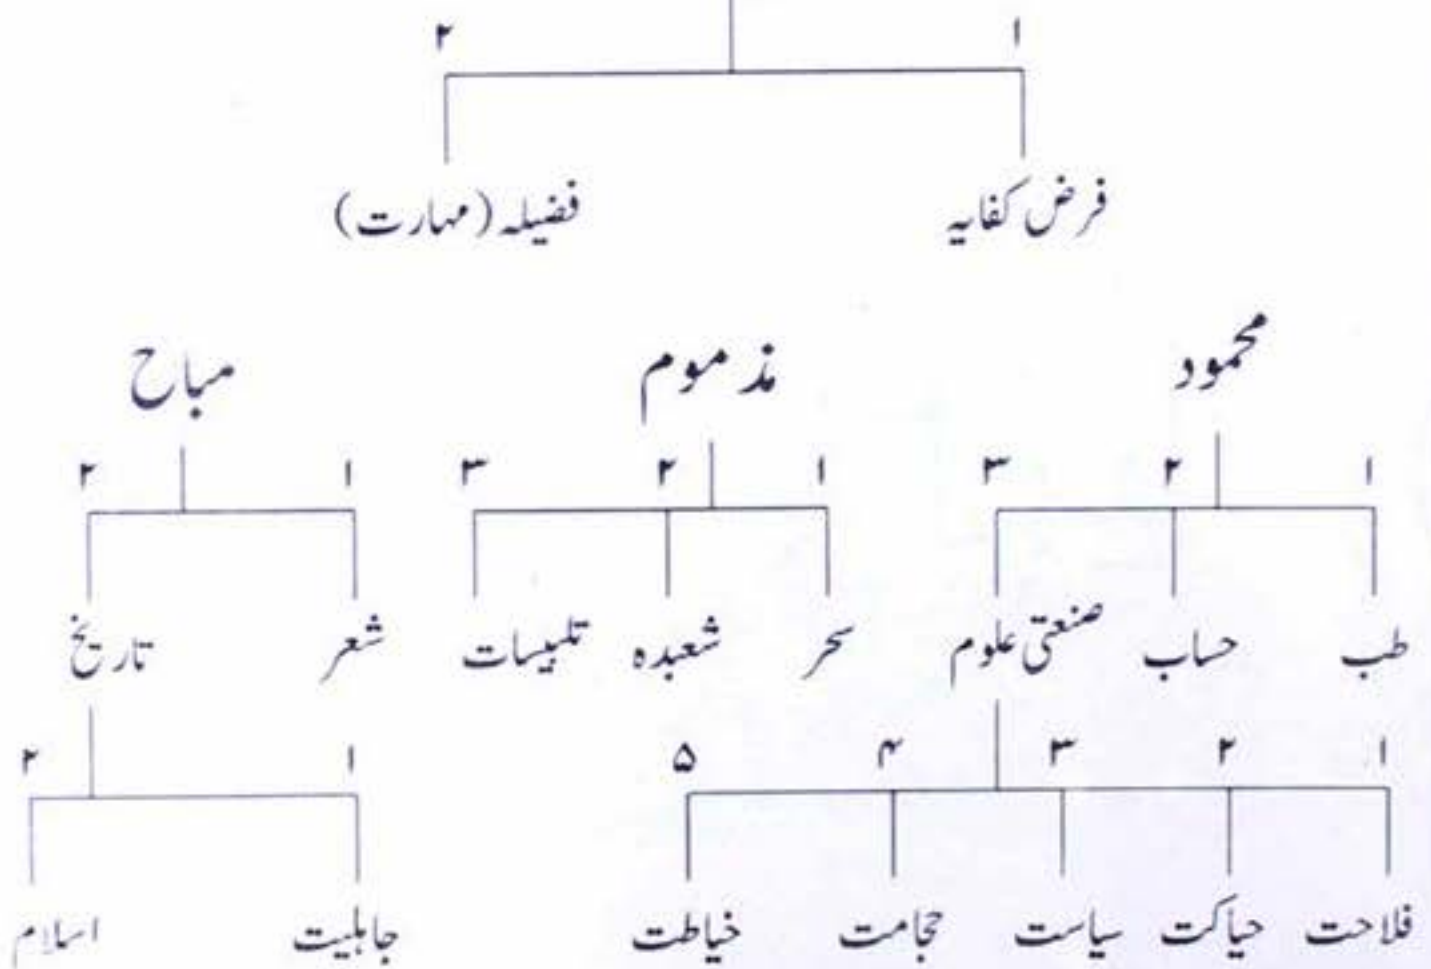 ۱ ۲
فرض کفایہ فضیلہ (مہارت)
محمود مذموم مباح
۱ ۲ ۳ ۱ ۲ ۳ ۱ ۲
طب حساب صنعتی علوم سحر شعبدہ تلبیسات شعر تاریخ
۱ ۲ ۳ ۴ ۵ ۱ ۲
فلاحت حیاکت سیاست حجامت خیاطت جاہلیت اسلام